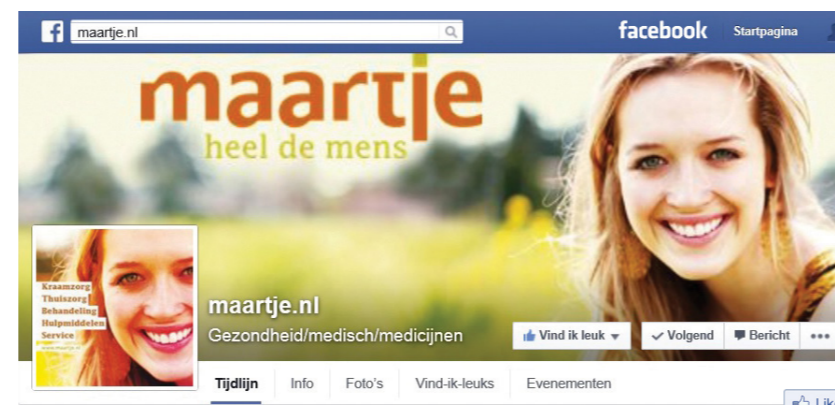 maartje.nl
facebook
Startpagina
maartje
heel de mens
Kraamzorg
Thuiszorg
Behandeling
Hulpmiddelen
Service
maartje.nl
Gezondheid/medisch/medicijnen
Vind ik leuk
Volgend
Bericht
Tijdlijn
Info
Foto's
Vind-ik-leuks
Evenementen